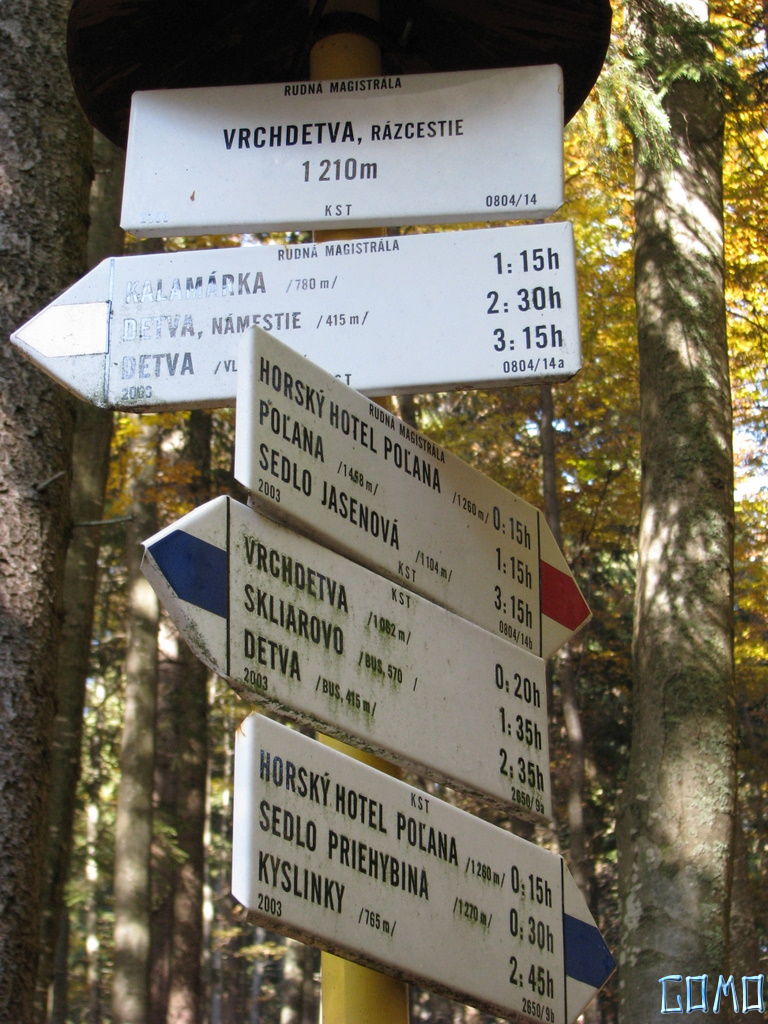 RUDNÁ MAGISTRÁLA
VRCHDETVA, RÁZCESTIE
1 210m
KST 0804/14
RUDNÁ MAGISTRÁLA
KALAMÁRKA /780 m/ 1:15h
DETVA, NÁMESTIE /415 m/ 2:30h
DETVA /VL 3:15h
2003 ST 0804/14a
RUDNÁ MAGISTRÁLA
HORSKÝ HOTEL POĽANA /1260 m/ 0:15h
POĽANA /1458 m/ 1:15h
SEDLO JASENOVÁ /1104 m/ 3:15h
2003 KST 0804/14b
KST
VRCHDETVA /1062 m/ 0:20h
SKLIAROVO /BUS, 570 / 1:35h
DETVA /BUS, 415 m/ 2:35h
2003 2650/9a
KST
HORSKÝ HOTEL POĽANA /1260 m/ 0:15h
SEDLO PRIEHYBINA /1270 m/ 0:30h
KYSLINKY /765 m/ 2:45h
2003 2650/9b
GOMO